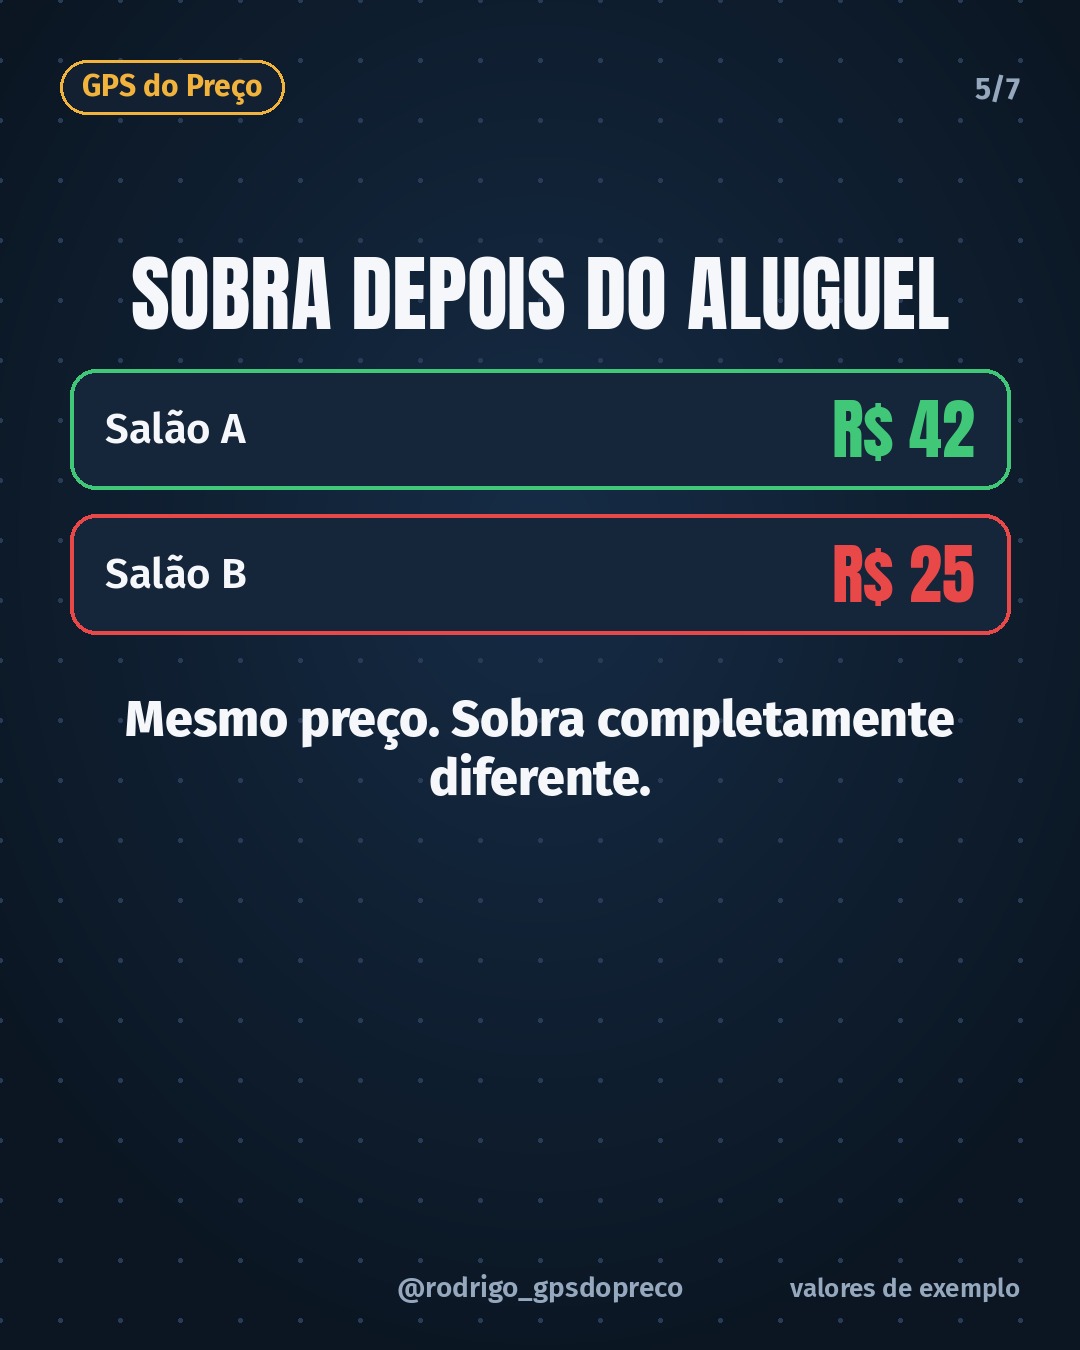 GPS do Preço
5/7
SOBRA DEPOIS DO ALUGUEL
Salão A
R$ 42
Salão B
R$ 25
Mesmo preço. Sobra completamente
diferente.
@rodrigo_gpsdopreco
valores de exemplo